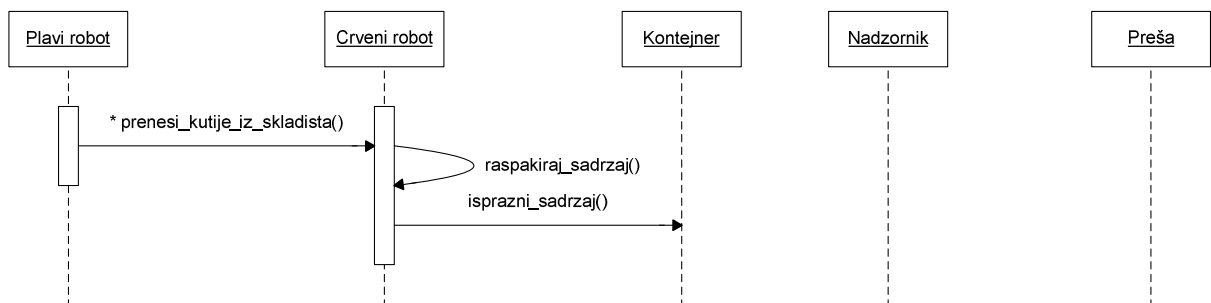 Plavi robot
Crveni robot
Kontejner
Nadzornik
Preša
* prenesi_kutije_iz_skladista()
raspakiraj_sadrzaj()
isprazni_sadrzaj()